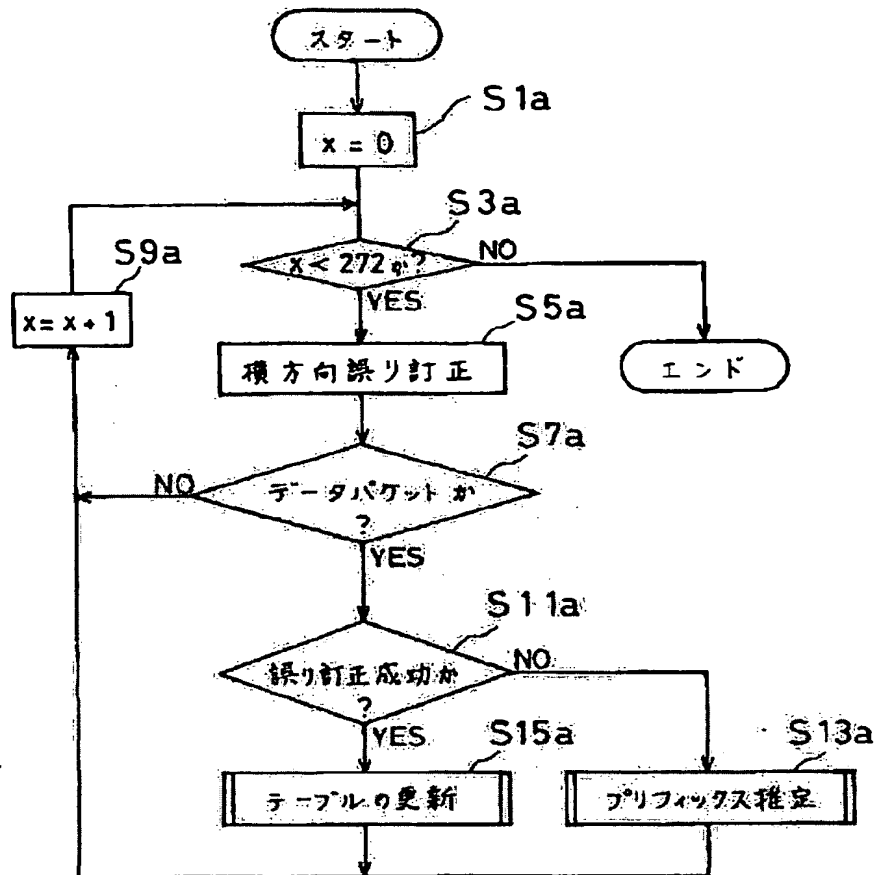 スタート
S1a
x = 0
S3a
x < 272か?
NO
S9a
YES
x = x + 1
S5a
横方向誤り訂正
エンド
S7a
NO
データパケットか
?
YES
S11a
誤り訂正成功か
?
NO
YES
S15a
S13a
テーブルの更新
プリフィックス推定